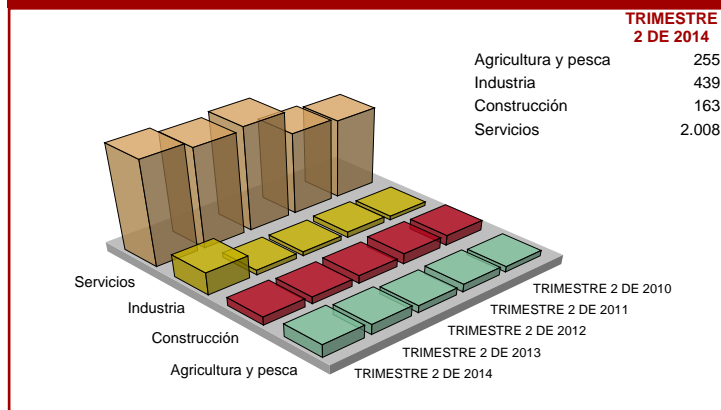 TRIMESTRE
2 DE 2014
Agricultura y pesca 255
Industria 439
Construcción 163
Servicios 2.008
Servicios
Industria
Construcción
Agricultura y pesca
TRIMESTRE 2 DE 2010
TRIMESTRE 2 DE 2011
TRIMESTRE 2 DE 2012
TRIMESTRE 2 DE 2013
TRIMESTRE 2 DE 2014